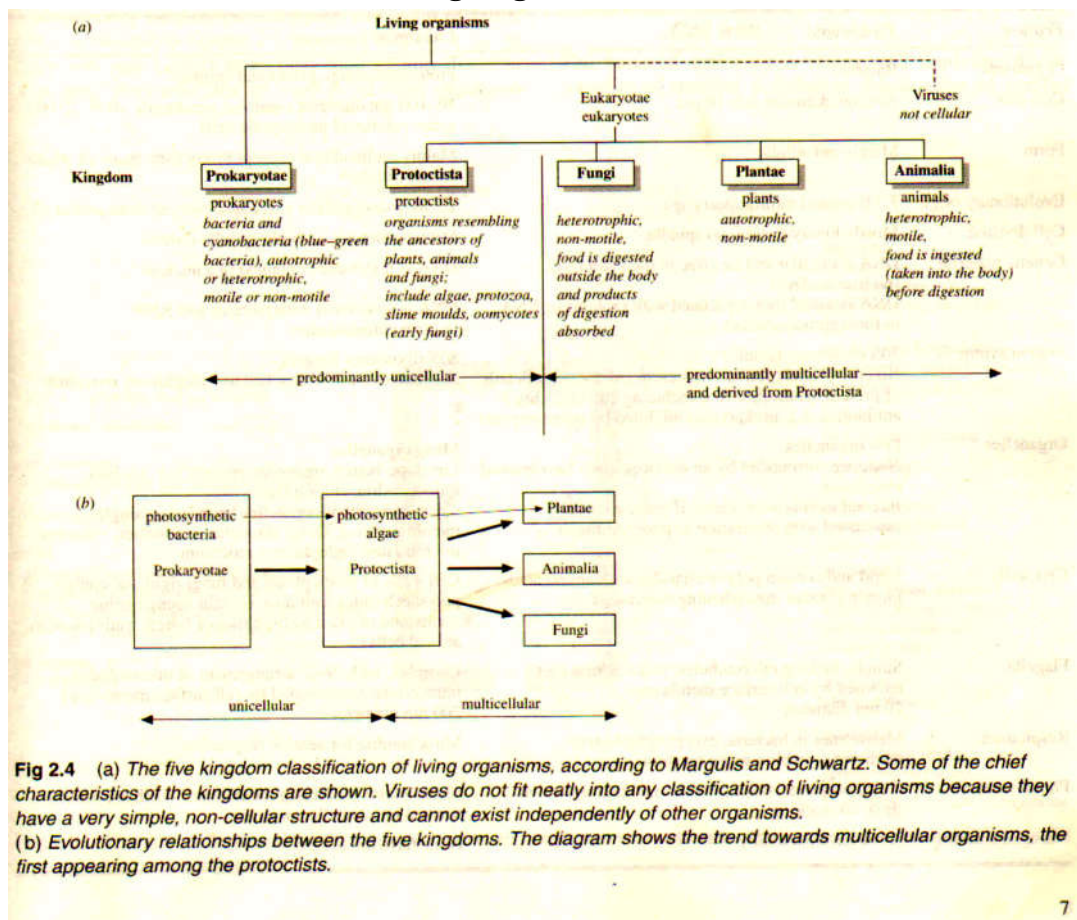 (a)
Living organisms
Eukaryotae
eukaryotes
Viruses
not cellular
Kingdom
Prokaryotae
prokaryotes
bacteria and
cyanobacteria (blue–green
bacteria), autotrophic
or heterotrophic,
motile or non-motile
Protoctista
protoctists
organisms resembling
the ancestors of
plants, animals
and fungi;
include algae, protozoa,
slime moulds, oomycetes
(early fungi)
Fungi
heterotrophic,
non-motile,
food is digested
outside the body
and products
of digestion
absorbed
Plantae
plants
autotrophic,
non-motile
Animalia
animals
heterotrophic,
motile,
food is ingested
(taken into the body)
before digestion
predominantly unicellular
predominantly multicellular
and derived from Protoctista
(b)
photosynthetic
bacteria
Prokaryotae
photosynthetic
algae
Protoctista
Plantae
Animalia
Fungi
unicellular
multicellular
Fig 2.4 (a) The five kingdom classification of living organisms, according to Margulis and Schwartz. Some of the chief
characteristics of the kingdoms are shown. Viruses do not fit neatly into any classification of living organisms because they
have a very simple, non-cellular structure and cannot exist independently of other organisms.
(b) Evolutionary relationships between the five kingdoms. The diagram shows the trend towards multicellular organisms, the
first appearing among the protoctists.
7